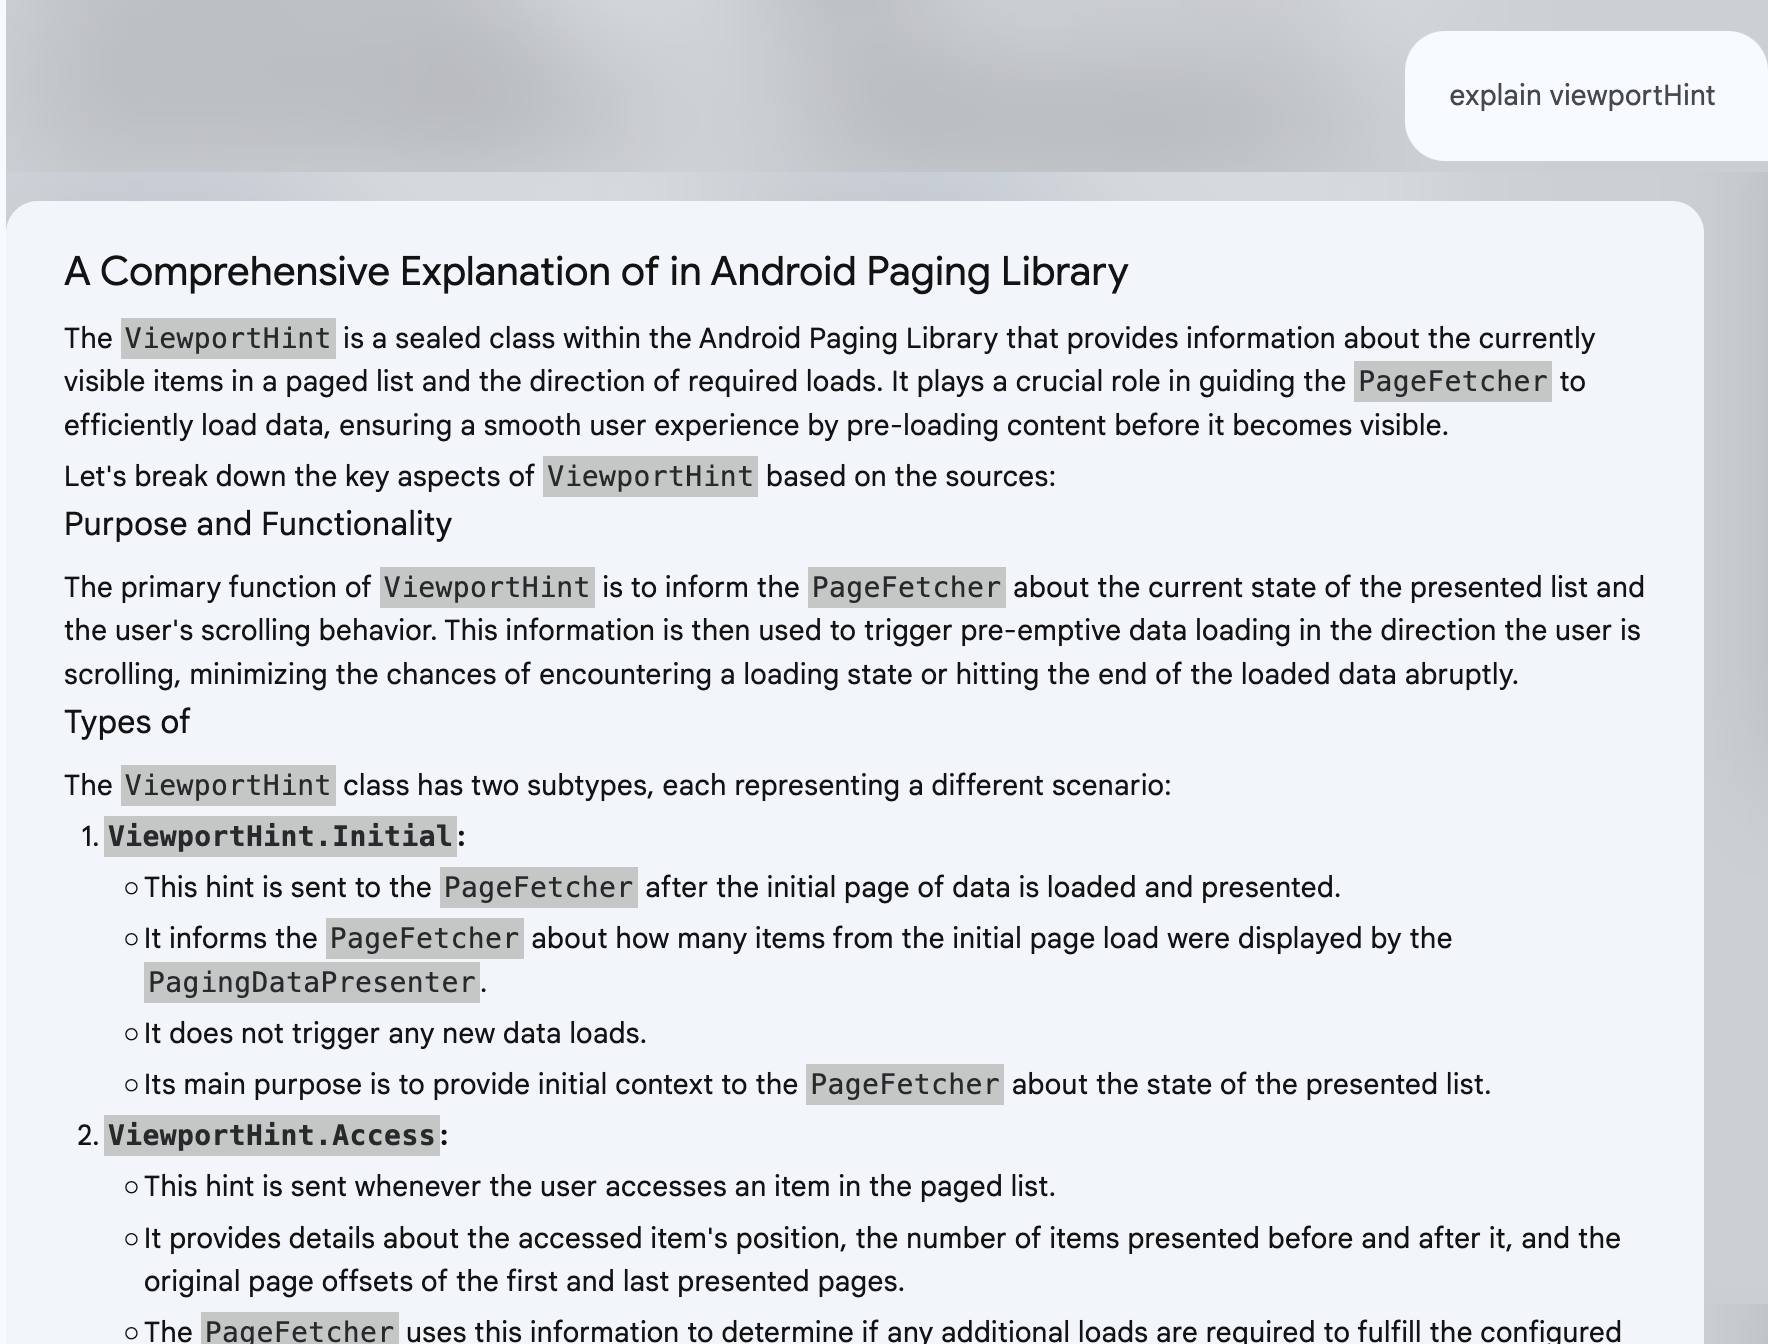 explain viewportHint
A Comprehensive Explanation of in Android Paging Library
The ViewportHint is a sealed class within the Android Paging Library that provides information about the currently
visible items in a paged list and the direction of required loads. It plays a crucial role in guiding the PageFetcher to
efficiently load data, ensuring a smooth user experience by pre-loading content before it becomes visible.
Let's break down the key aspects of ViewportHint based on the sources:
Purpose and Functionality
The primary function of ViewportHint is to inform the PageFetcher about the current state of the presented list and
the user's scrolling behavior. This information is then used to trigger pre-emptive data loading in the direction the user is
scrolling, minimizing the chances of encountering a loading state or hitting the end of the loaded data abruptly.
Types of
The ViewportHint class has two subtypes, each representing a different scenario:
1. ViewportHint.Initial:
○ This hint is sent to the PageFetcher after the initial page of data is loaded and presented.
○ It informs the PageFetcher about how many items from the initial page load were displayed by the
PagingDataPresenter.
○ It does not trigger any new data loads.
○ Its main purpose is to provide initial context to the PageFetcher about the state of the presented list.
2. ViewportHint.Access:
○ This hint is sent whenever the user accesses an item in the paged list.
○ It provides details about the accessed item's position, the number of items presented before and after it, and the
original page offsets of the first and last presented pages.
○ The PageFetcher uses this information to determine if any additional loads are required to fulfill the configured